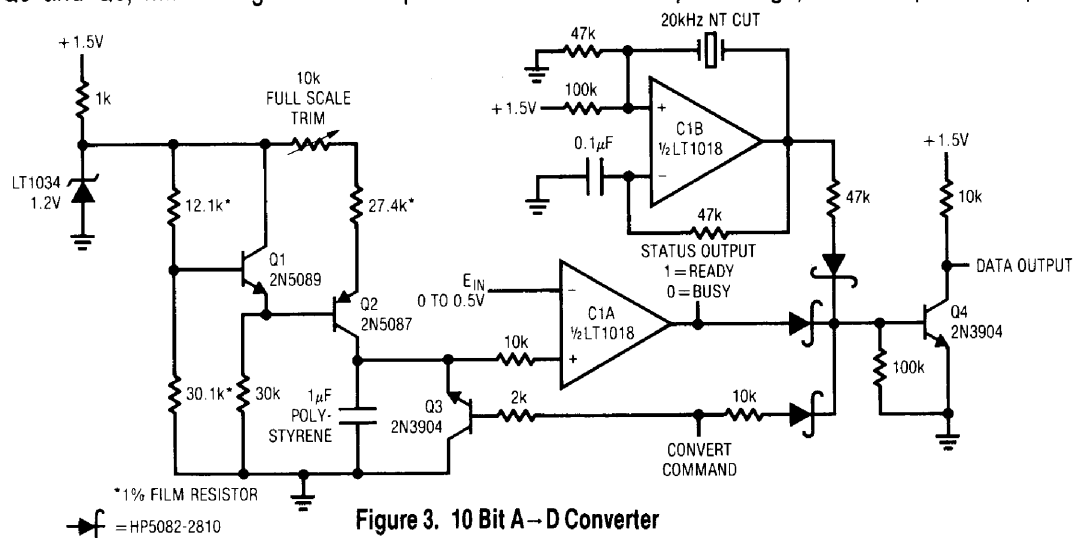 20kHz NT CUT
+1.5V
47k
1k
10k
FULL SCALE
TRIM
100k
+1.5V
+
C1B
½LT1018
−
0.1µF
+1.5V
10k
LT1034
1.2V
12.1k*
27.4k*
47k
47k
STATUS OUTPUT
1=READY
0=BUSY
DATA OUTPUT
Q1
2N5089
Q2
2N5087
EIN
0 TO 0.5V
−
C1A
½LT1018
+
Q4
2N3904
10k
100k
30.1k*
30k
1µF
POLY-
STYRENE
Q3
2N3904
2k
10k
CONVERT
COMMAND
*1% FILM RESISTOR
=HP5082-2810
Figure 3. 10 Bit A→D Converter